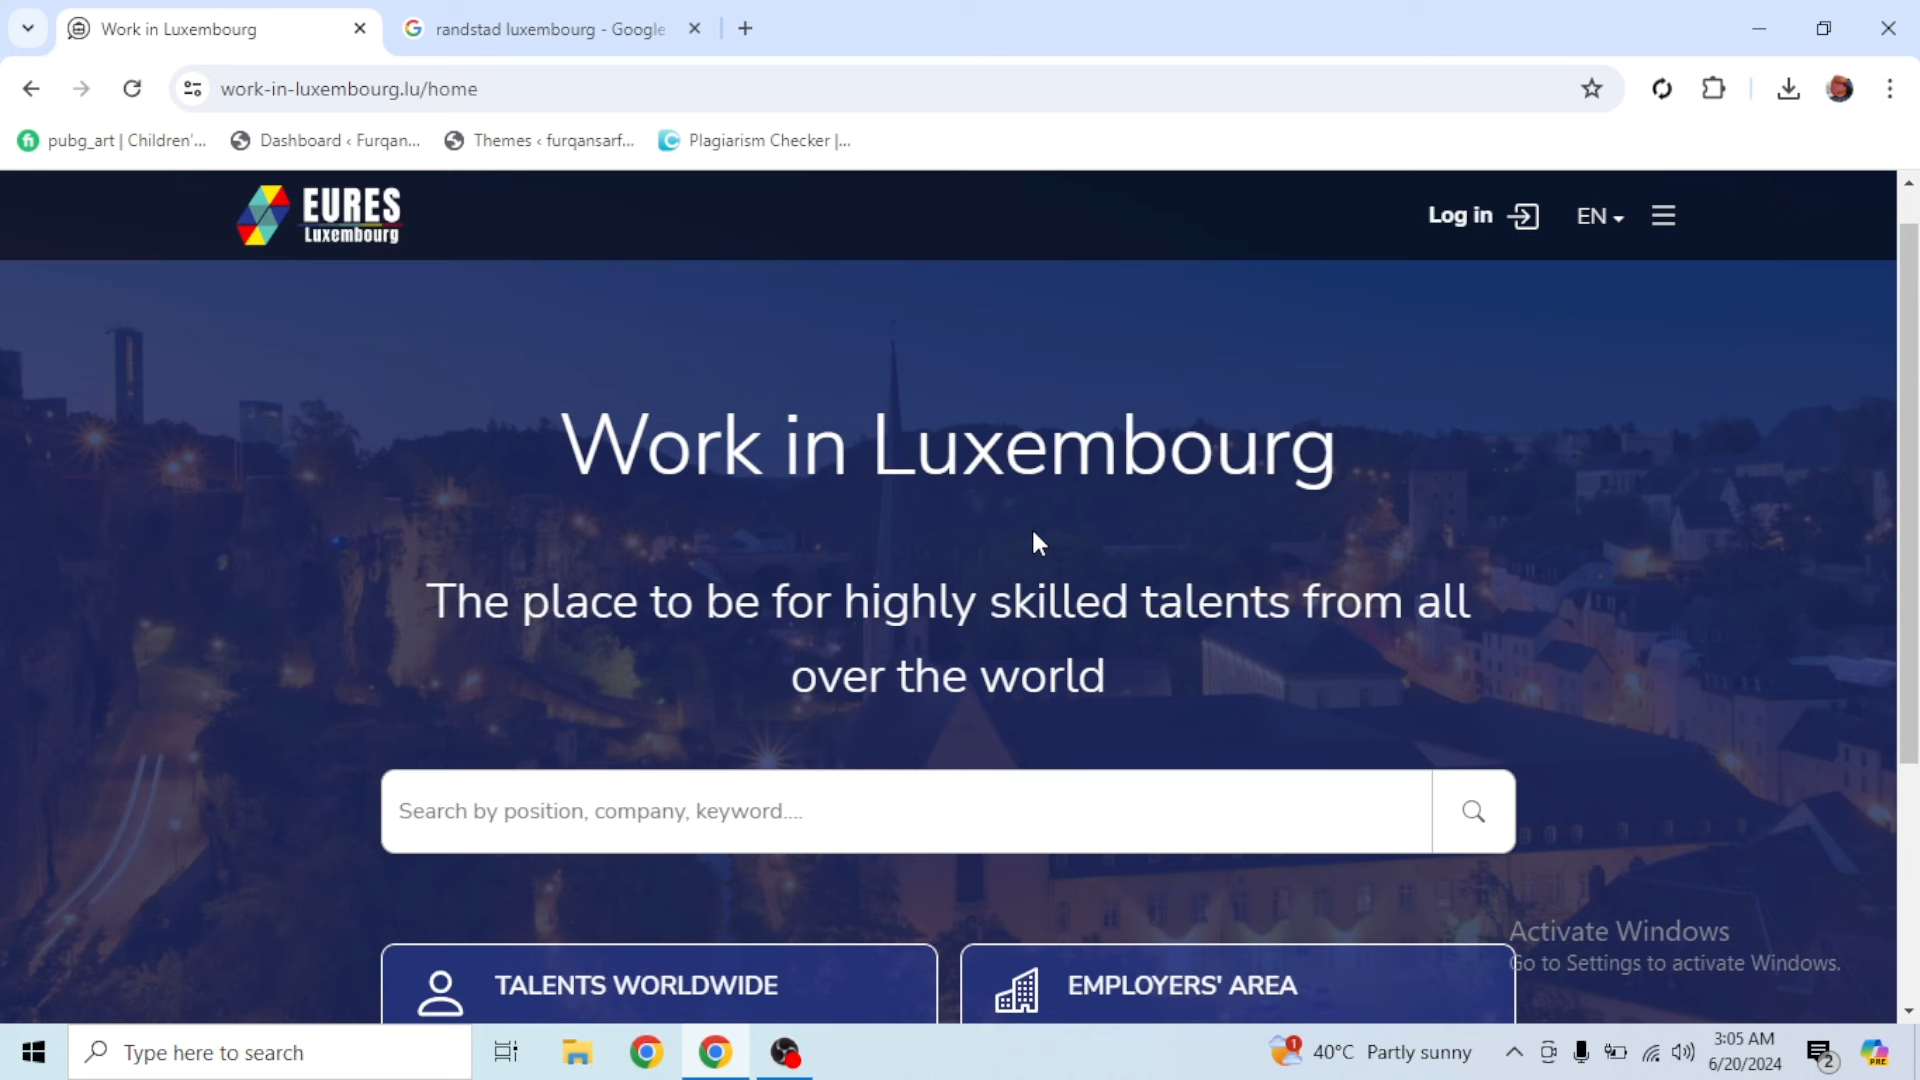 Work in Luxembourg
randstad luxembourg - Google
work-in-luxembourg.lu/home
pubg_art | Children'...
Dashboard ‹ Furqan...
Themes ‹ furqansarf...
Plagiarism Checker |...
EURES
Luxembourg
Log in
EN
Work in Luxembourg
The place to be for highly skilled talents from all
over the world
Search by position, company, keyword....
TALENTS WORLDWIDE
EMPLOYERS' AREA
Activate Windows
Go to Settings to activate Windows.
Type here to search
1
40°C Partly sunny
3:05 AM
6/20/2024
2
PRE